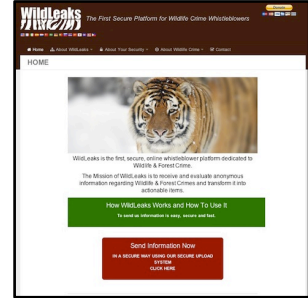 WildLeaks
The First Secure Platform for Wildlife Crime Whistleblowers
Home About WildLeaks About Your Security About Wildlife Crime Contact
HOME
WildLeaks is the first, secure, online whistleblower platform dedicated to
Wildlife & Forest Crime.
The Mission of WildLeaks is to receive and evaluate anonymous
information regarding Wildlife & Forest Crimes and transform it into
actionable items.
How WildLeaks Works and How To Use It
To send us information is easy, secure and fast.
Send Information Now
IN A SECURE WAY USING OUR SECURE UPLOAD
SYSTEM
CLICK HERE